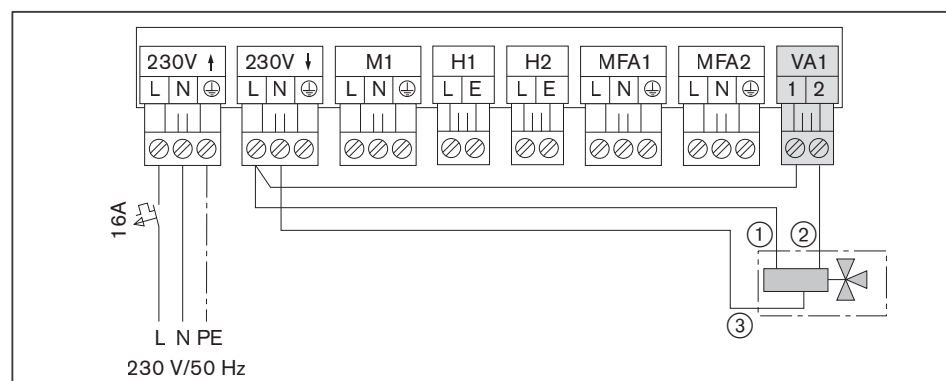 230V ↑ 230V ↓ M1 H1 H2 MFA1 MFA2 VA1
L N L N L N L E L E L N L N 1 2
16A
① ②
③
L N PE
230 V/50 Hz